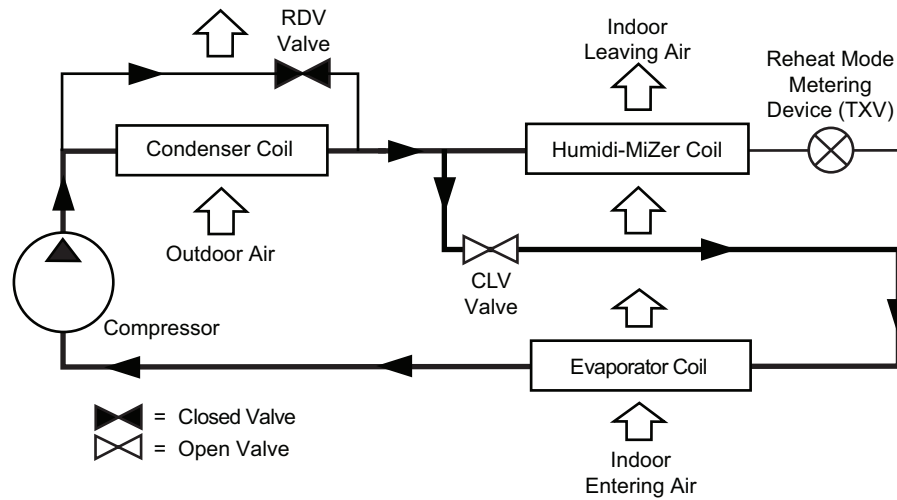 RDV
Valve
Indoor
Leaving Air
Reheat Mode
Metering
Device (TXV)
Condenser Coil
Humidi-MiZer Coil
Outdoor Air
CLV
Valve
Compressor
Evaporator Coil
= Closed Valve
= Open Valve
Indoor
Entering Air